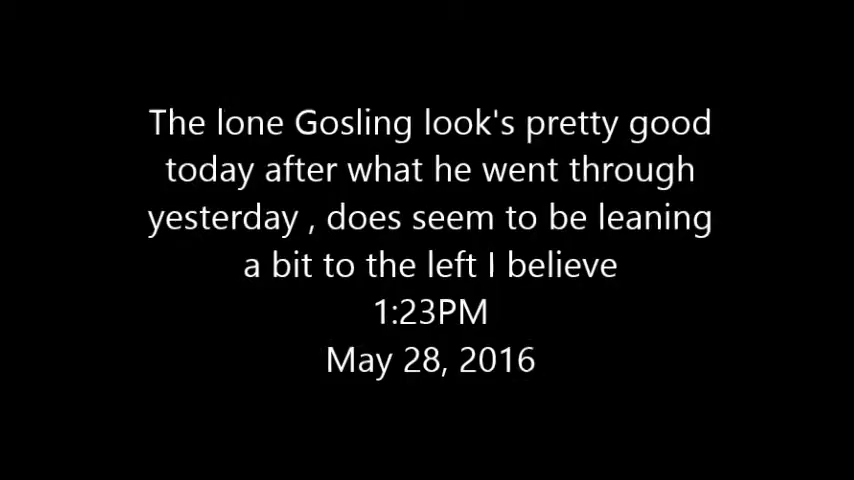 The lone Gosling look's pretty good
today after what he went through
yesterday , does seem to be leaning
a bit to the left I believe
1:23PM
May 28, 2016